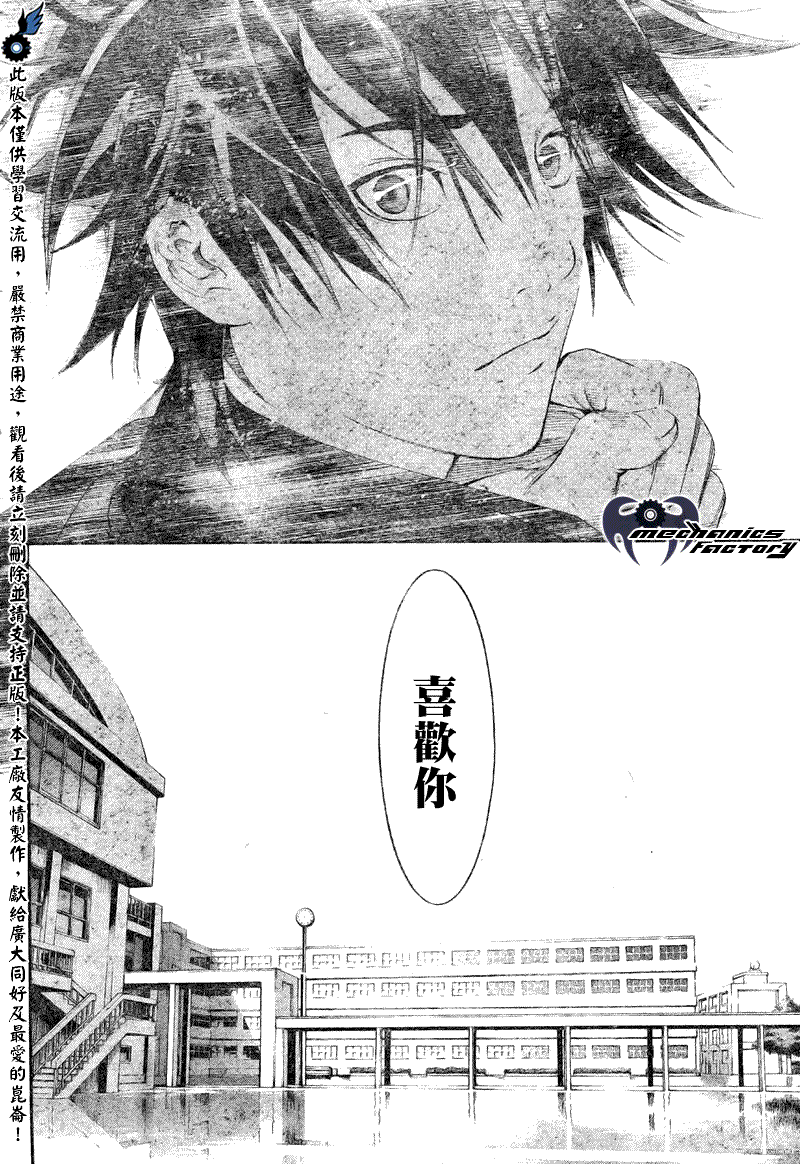 此版本僅供學習交流用，嚴禁商業用途，觀看後請立刻刪除並請支持正版！本工廠友情製作，獻給廣大同好及最愛的崑崙！
mechanics
Factory
喜歡你